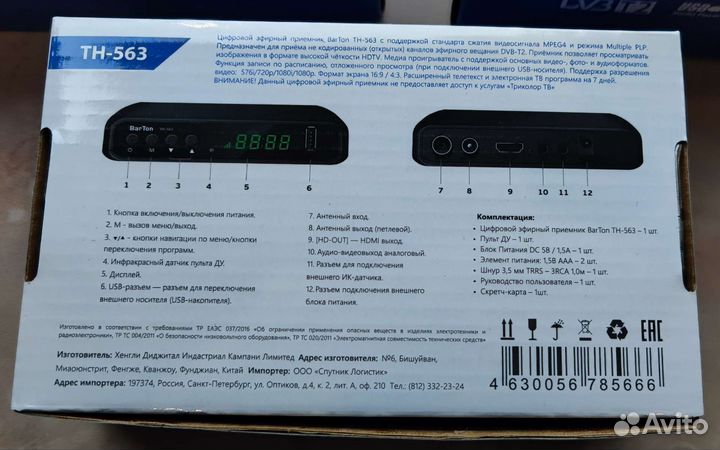 TH-563
Цифровой эфирный приемник BarTon TH-563 с поддержкой стандарта сжатия видеосигнала MPEG4 и режима Multiple PLP.
Предназначен для приёма не кодированных (открытых) каналов эфирного вещания DVB-T2. Приёмник позволяет просматривать
изображения в формате высокой чёткости HDTV. Медиа проигрыватель с поддержкой основных видео-, фото- и аудиоформатов.
Функция записи по расписанию, отложенного просмотра (при подключении внешнего USB-носителя). Поддержка разрешения
видео: 576i/720p/1080i/1080p. Формат экрана 16:9 / 4:3. Расширенный телетекст и электронная ТВ программа на 7 дней.
ВНИМАНИЕ! Данный цифровой эфирный приемник не предоставляет доступ к услугам «Триколор ТВ»
BarTon TH-563
M
88:88
1 2 3 4 5 6 7 8 9 10 11 12
1. Кнопка включения/выключения питания.
2. М - вызов меню/выход.
3. ▼/▲ - кнопки навигации по меню/кнопки
переключения программ.
4. Инфракрасный датчик пульта ДУ.
5. Дисплей.
6. USB-разъем — разъем для переключения
внешнего носителя (USB-накопителя).
7. Антенный вход.
8. Антенный выход (петлевой).
9. [HD-OUT] — HDMI выход.
10. Аудио-видеовыход аналоговый.
11. Разъем для подключения
внешнего ИК-датчика.
12. Разъем подключения внешнего
блока питания.
Комплектация:
- Цифровой эфирный приемник BarTon TH-563 – 1 шт.
- Пульт ДУ – 1 шт.
- Блок Питания DC 5В / 1,5А – 1 шт.
- Элемент питания: 1,5В AAA – 2 шт.
- Шнур 3,5 мм TRRS – 3RCA 1,0м – 1 шт.
- Руководство пользователя – 1 шт.
- Скретч-карта – 1шт.
Изготовлено в соответствии с требованиями ТР ЕАЭС 037/2016 «Об ограничении применения опасных веществ в изделиях электротехники и
радиоэлектроники», ТР ТС 004/2011 «О безопасности низковольтного оборудования», ТР ТС 020/2011 «Электромагнитная совместимость технических средств»
EAC
Изготовитель: Хенгли Диджитал Индастриал Кампани Лимитед Адрес изготовителя: №6, Бишуйван,
Миаоюнстрит, Фенгже, Кванжоу, Фунджиан, Китай Импортер: ООО «Спутник Логистик»
Адрес импортера: 197374, Россия, Санкт-Петербург, ул. Оптиков, д.4, к. 2, лит. А, оф. 210 Тел.: (812) 332-23-24
4 630056 785666
Avito